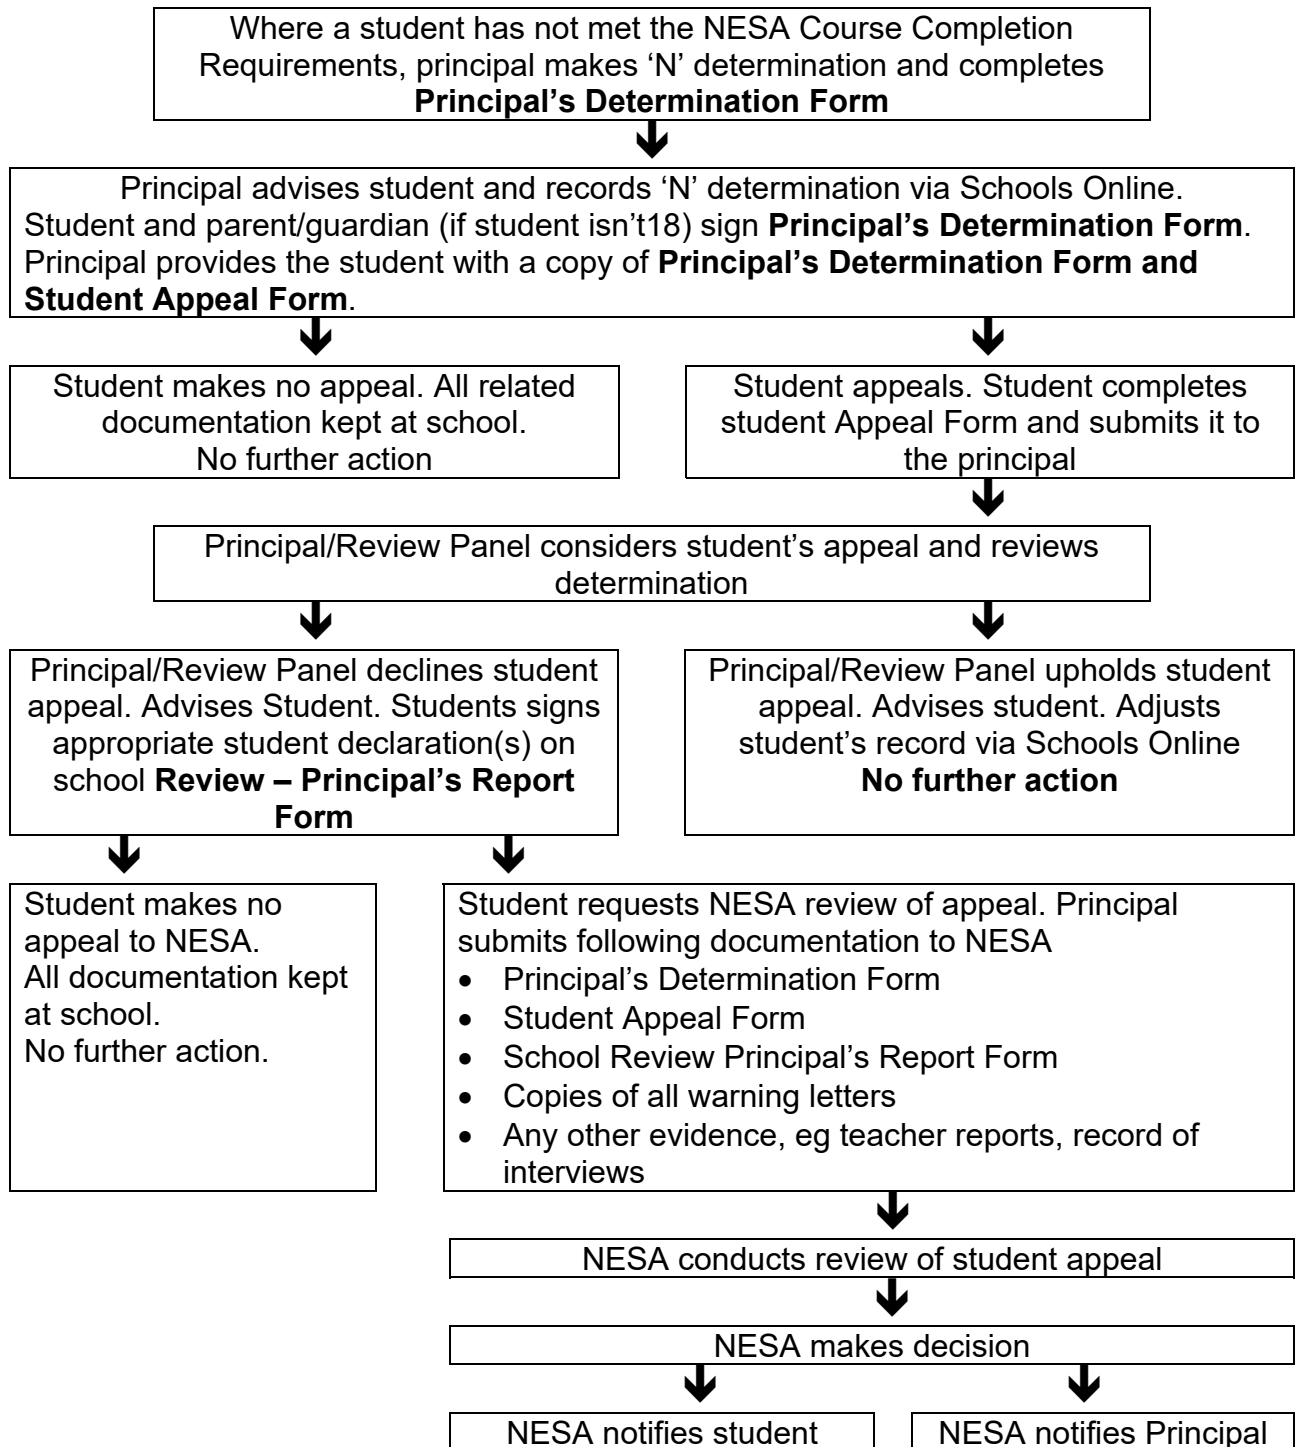 Where a student has not met the NESA Course Completion
Requirements, principal makes ‘N’ determination and completes
Principal’s Determination Form
Principal advises student and records ‘N’ determination via Schools Online.
Student and parent/guardian (if student isn’t18) sign Principal’s Determination Form.
Principal provides the student with a copy of Principal’s Determination Form and
Student Appeal Form.
Student makes no appeal. All related
documentation kept at school.
No further action
Student appeals. Student completes
student Appeal Form and submits it to
the principal
Principal/Review Panel considers student’s appeal and reviews
determination
Principal/Review Panel declines student
appeal. Advises Student. Students signs
appropriate student declaration(s) on
school Review – Principal’s Report
Form
Principal/Review Panel upholds student
appeal. Advises student. Adjusts
student’s record via Schools Online
No further action
Student makes no
appeal to NESA.
All documentation kept
at school.
No further action.
Student requests NESA review of appeal. Principal
submits following documentation to NESA
• Principal’s Determination Form
• Student Appeal Form
• School Review Principal’s Report Form
• Copies of all warning letters
• Any other evidence, eg teacher reports, record of
interviews
NESA conducts review of student appeal
NESA makes decision
NESA notifies student
NESA notifies Principal